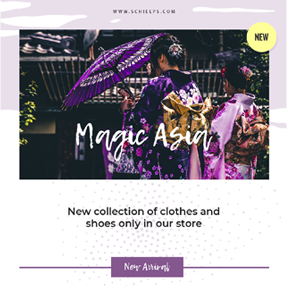 WWW.SCHIELFS.COM
NEW
Magic Asia
New collection of clothes and
shoes only in our store
New Arrival